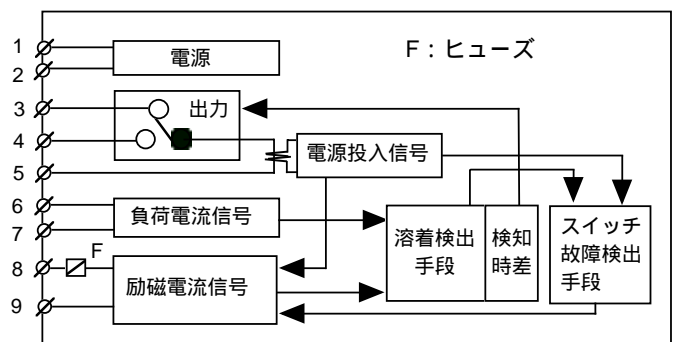 F：ヒューズ
1
2
電源
3
4
出力
5
電源投入信号
6
7
負荷電流信号
溶着検出
手段
検知
時差
スイッチ
故障検出
手段
8
F
9
励磁電流信号